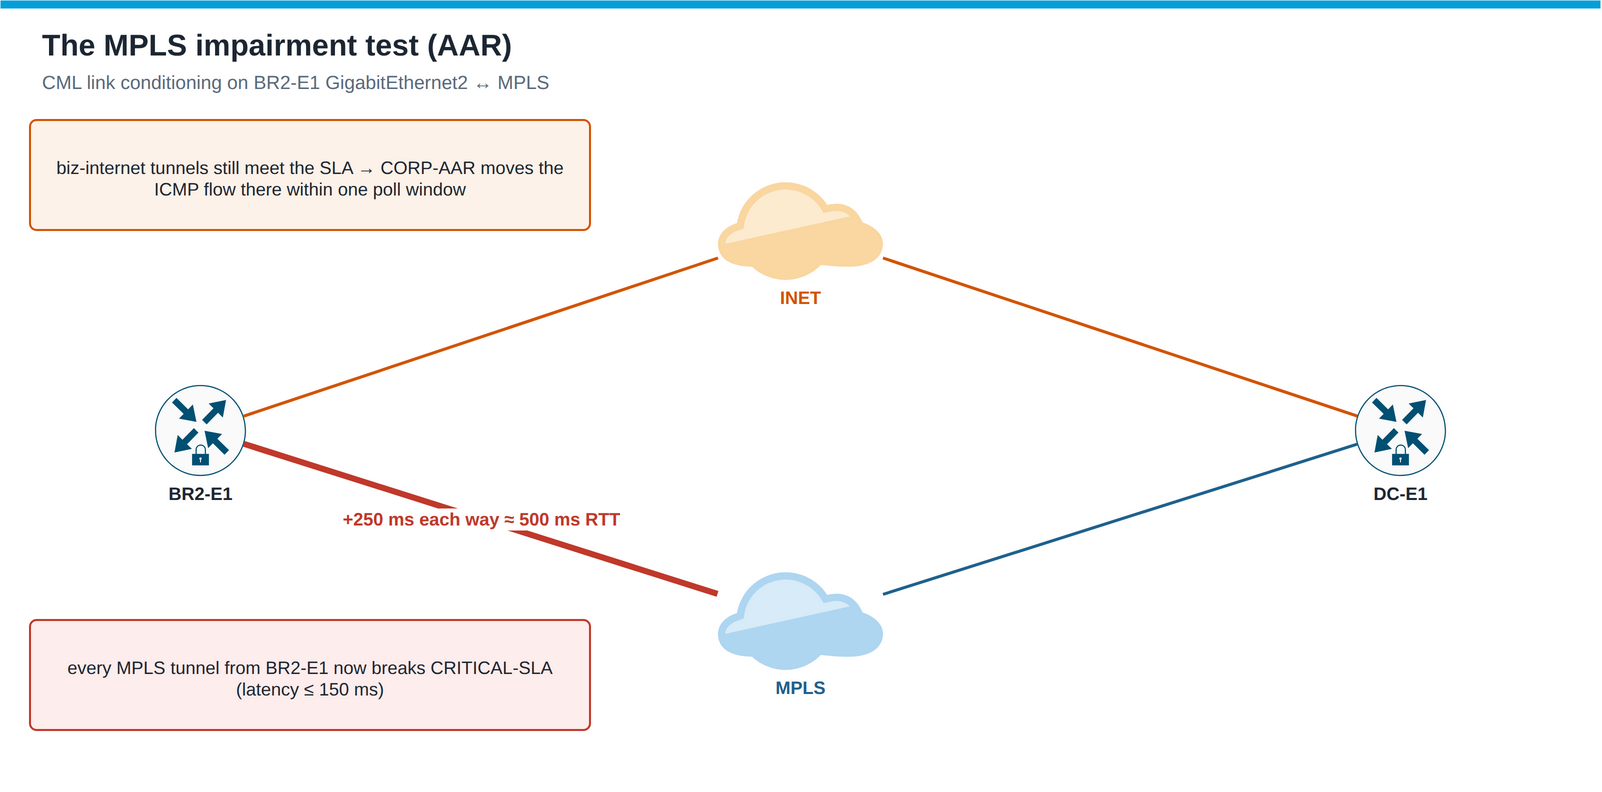 The MPLS impairment test (AAR)
CML link conditioning on BR2-E1 GigabitEthernet2 ↔ MPLS
biz-internet tunnels still meet the SLA → CORP-AAR moves the
ICMP flow there within one poll window
INET
BR2-E1
DC-E1
+250 ms each way ≈ 500 ms RTT
every MPLS tunnel from BR2-E1 now breaks CRITICAL-SLA
(latency ≤ 150 ms)
MPLS